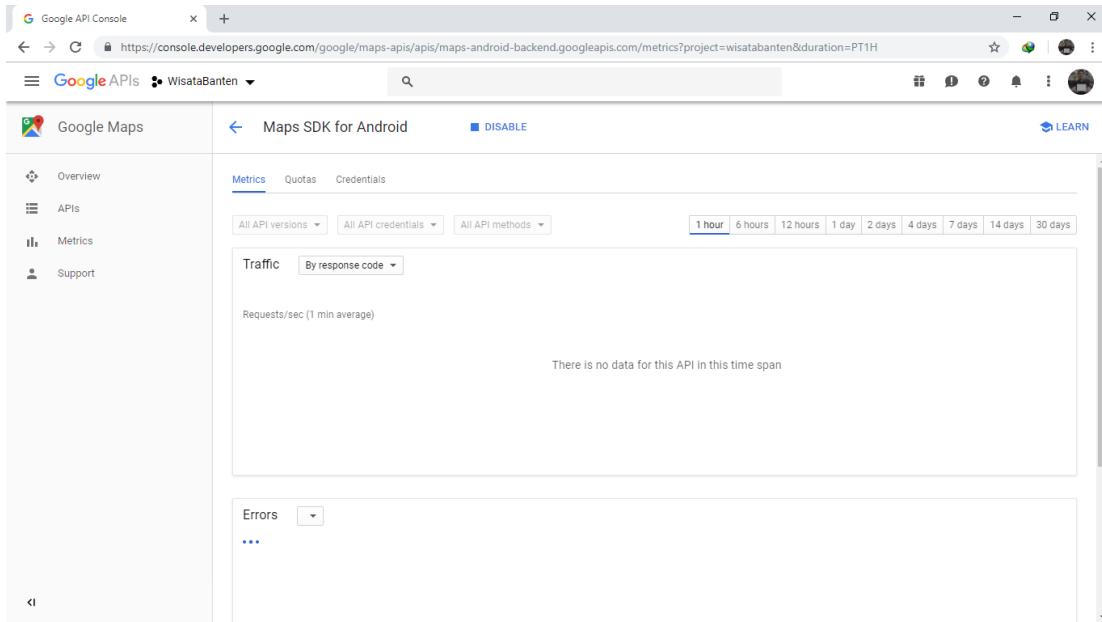 Google API Console
https://console.developers.google.com/google/maps-apis/apis/maps-android-backend.googleapis.com/metrics?project=wisatabanten&duration=PT1H
Google APIs WisataBanten
Google Maps
Maps SDK for Android DISABLE LEARN
Overview
APIs
Metrics
Support
Metrics Quotas Credentials
All API versions All API credentials All API methods 1 hour 6 hours 12 hours 1 day 2 days 4 days 7 days 14 days 30 days
Traffic By response code
Requests/sec (1 min average)
There is no data for this API in this time span
Errors